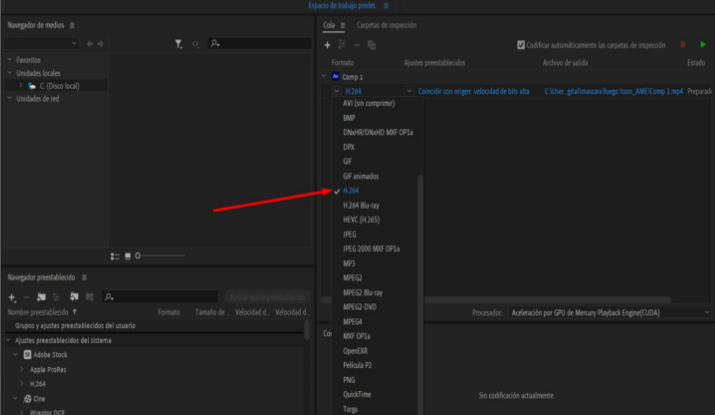 Espacio de trabajo predet
Navegador de medios
Favoritos
Unidades locales
C: (Disco local)
Unidades de red
Cola
Carpetas de inspección
Codificar automáticamente las carpetas de inspección
Formato
Ajustes preestablecidos
Archivo de salida
Estado
Ae Comp 1
H.264
Coincidir con origen: velocidad de bits alta
C:\User...gital\mascara\fuego toon_AME\Comp 1.mp4
Preparado
AVI (sin comprimir)
BMP
DNxHR/DNxHD MXF OP1a
DPX
GIF
GIF animados
H.264
H.264 Blu-ray
HEVC (H.265)
JPEG
JPEG 2000 MXF OP1a
MP3
MPEG2
MPEG2 Blu-ray
MPEG2-DVD
MPEG4
MXF OP1a
OpenEXR
Película P2
PNG
QuickTime
Targa
Procesador:
Aceleración por GPU de Mercury Playback Engine(CUDA)
Sin codificación actualmente
Navegador preestablecido
Aplicar ajuste preestablecido
Nombre preestablecido
Formato
Tamaño de ...
Velocidad d...
Velocidad d...
Grupos y ajustes preestablecidos del usuario
Ajustes preestablecidos del sistema
St Adobe Stock
Apple ProRes
H.264
Cine
Wraptor DCP